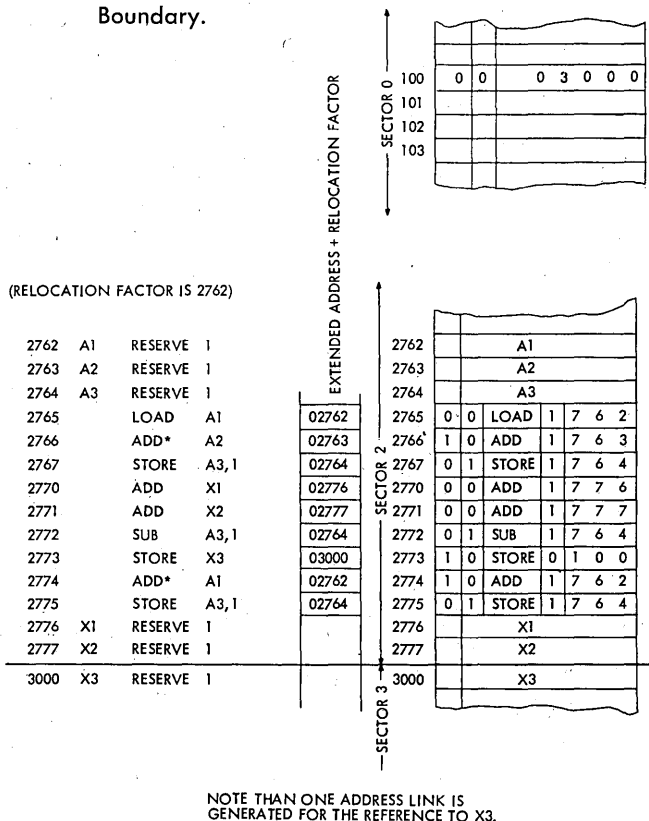 Boundary.
EXTENDED ADDRESS + RELOCATION FACTOR
SECTOR 0
100 0 0 0 3 0 0 0
101
102
103
(RELOCATION FACTOR IS 2762)
SECTOR 2
2762 A1 RESERVE 1 2762 A1
2763 A2 RESERVE 1 2763 A2
2764 A3 RESERVE 1 2764 A3
2765 LOAD A1 02762 2765 0 0 LOAD 1 7 6 2
2766 ADD* A2 02763 2766 1 0 ADD 1 7 6 3
2767 STORE A3,1 02764 2767 0 1 STORE 1 7 6 4
2770 ADD X1 02776 2770 0 0 ADD 1 7 7 6
2771 ADD X2 02777 2771 0 0 ADD 1 7 7 7
2772 SUB A3,1 02764 2772 0 1 SUB 1 7 6 4
2773 STORE X3 03000 2773 1 0 STORE 0 1 0 0
2774 ADD* A1 02762 2774 1 0 ADD 1 7 6 2
2775 STORE A3,1 02764 2775 0 1 STORE 1 7 6 4
2776 X1 RESERVE 1 2776 X1
2777 X2 RESERVE 1 2777 X2
3000 X3 RESERVE 1 3000 X3
SECTOR 3
NOTE THAN ONE ADDRESS LINK IS
GENERATED FOR THE REFERENCE TO X3.